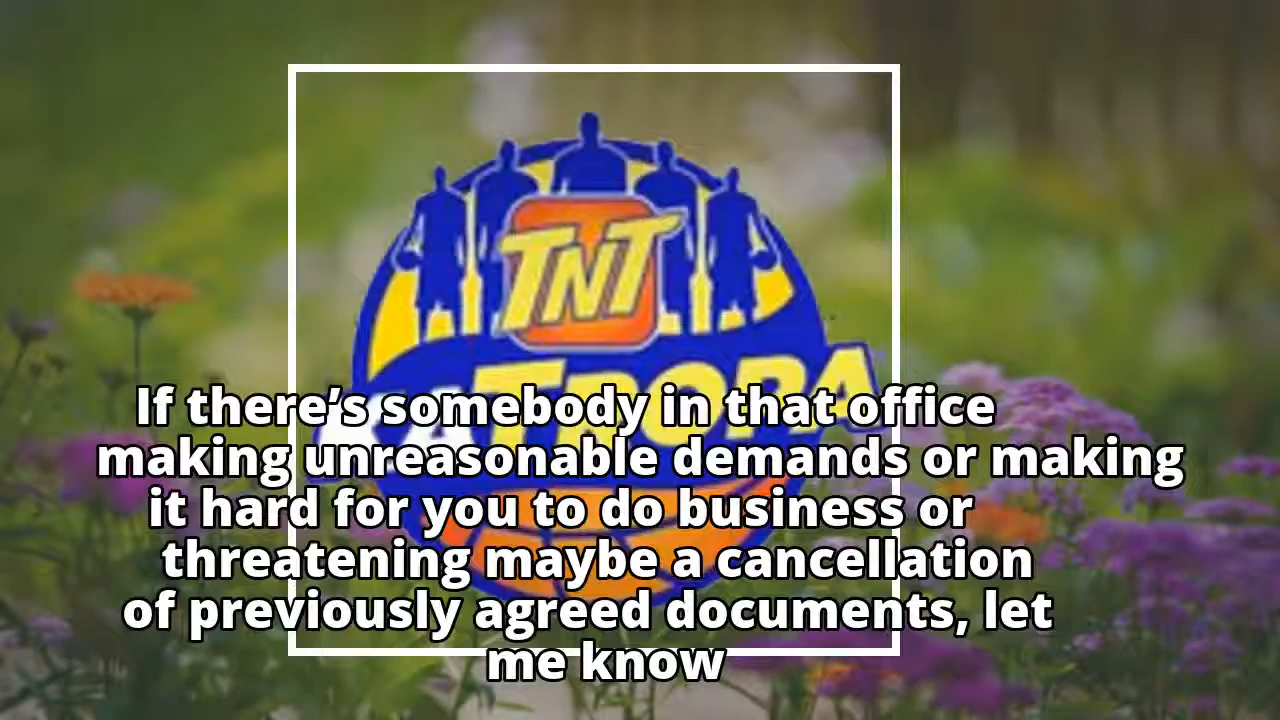 TNT
KATROPA
If there’s somebody in that office
making unreasonable demands or making
it hard for you to do business or
threatening maybe a cancellation
of previously agreed documents, let
me know